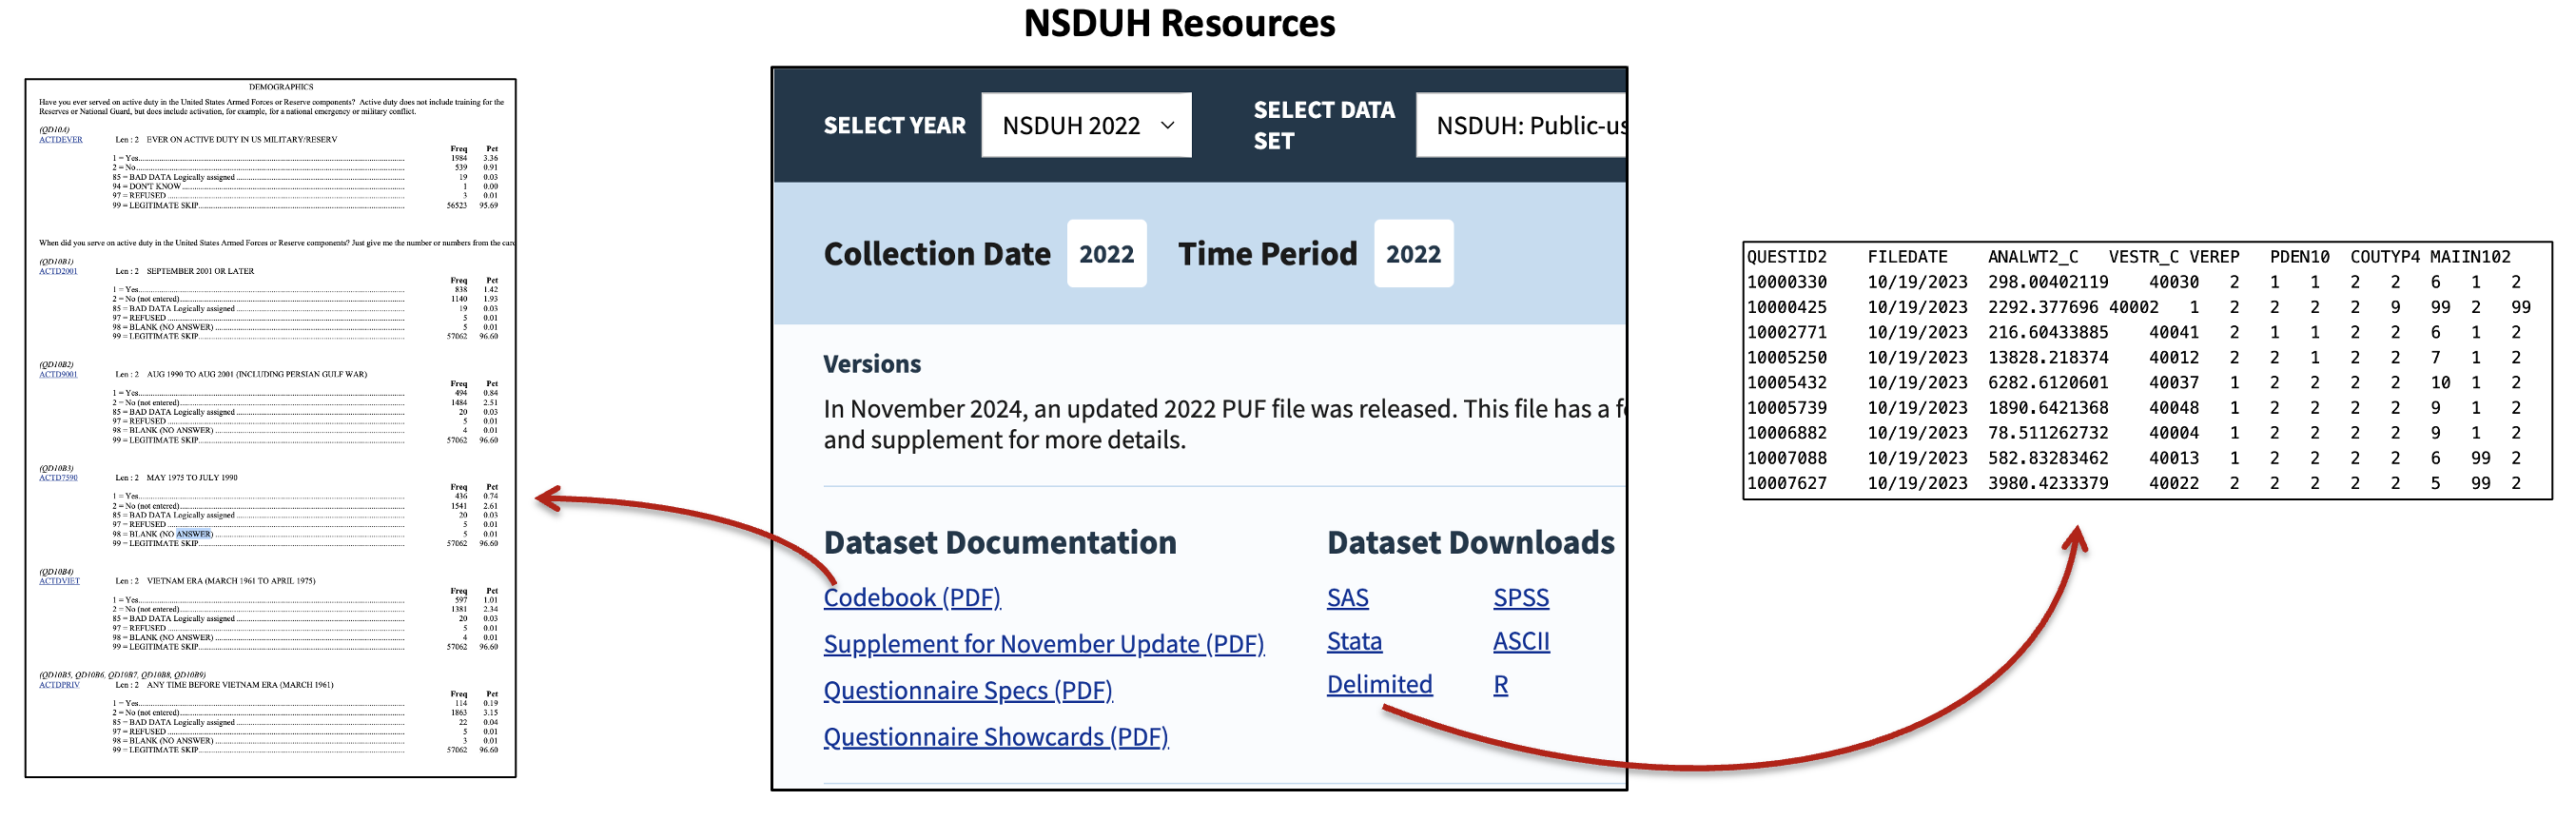 NSDUH Resources
DEMOGRAPHICS
Have you ever served on active duty in the United States Armed Forces or Reserve components? Active duty does not include training for the
Reserves or National Guard, but does include activation, for example, for a national emergency or military conflict.
(QD10A)
ACTDEVER Len : 2 EVER ON ACTIVE DUTY IN US MILITARY/RESERV
Freq Pct
1 = Yes 1984 3.36
2 = No 539 0.91
85 = BAD DATA Logically assigned 19 0.03
94 = DON'T KNOW 1 0.00
97 = REFUSED 3 0.01
99 = LEGITIMATE SKIP 56523 95.69
When did you serve on active duty in the United States Armed Forces or Reserve components? Just give me the number or numbers from the card
(QD10B1)
ACTD2001 Len : 2 SEPTEMBER 2001 OR LATER
Freq Pct
1 = Yes 838 1.42
2 = No (not entered) 1140 1.93
85 = BAD DATA Logically assigned 19 0.03
97 = REFUSED 5 0.01
98 = BLANK (NO ANSWER) 5 0.01
99 = LEGITIMATE SKIP 57062 96.60
(QD10B2)
ACTD9001 Len : 2 AUG 1990 TO AUG 2001 (INCLUDING PERSIAN GULF WAR)
Freq Pct
1 = Yes 494 0.84
2 = No (not entered) 1484 2.51
85 = BAD DATA Logically assigned 20 0.03
97 = REFUSED 5 0.01
98 = BLANK (NO ANSWER) 4 0.01
99 = LEGITIMATE SKIP 57062 96.60
(QD10B3)
ACTD7590 Len : 2 MAY 1975 TO JULY 1990
Freq Pct
1 = Yes 436 0.74
2 = No (not entered) 1541 2.61
85 = BAD DATA Logically assigned 20 0.03
97 = REFUSED 5 0.01
98 = BLANK (NO ANSWER) 5 0.01
99 = LEGITIMATE SKIP 57062 96.60
(QD10B4)
ACTDVIET Len : 2 VIETNAM ERA (MARCH 1961 TO APRIL 1975)
Freq Pct
1 = Yes 597 1.01
2 = No (not entered) 1381 2.34
85 = BAD DATA Logically assigned 20 0.03
97 = REFUSED 5 0.01
98 = BLANK (NO ANSWER) 4 0.01
99 = LEGITIMATE SKIP 57062 96.60
(QD10B5, QD10B6, QD10B7, QD10B8, QD10B9)
ACTDPRIV Len : 2 ANY TIME BEFORE VIETNAM ERA (MARCH 1961)
Freq Pct
1 = Yes 114 0.19
2 = No (not entered) 1863 3.15
85 = BAD DATA Logically assigned 22 0.04
97 = REFUSED 5 0.01
98 = BLANK (NO ANSWER) 3 0.01
99 = LEGITIMATE SKIP 57062 96.60
SELECT YEAR NSDUH 2022 SELECT DATA SET NSDUH: Public-us
Collection Date 2022 Time Period 2022
Versions
In November 2024, an updated 2022 PUF file was released. This file has a f
and supplement for more details.
Dataset Documentation
Codebook (PDF)
Supplement for November Update (PDF)
Questionnaire Specs (PDF)
Questionnaire Showcards (PDF)
Dataset Downloads
SAS SPSS
Stata ASCII
Delimited R
QUESTID2 FILEDATE ANALWT2_C VESTR_C VEREP PDEN10 COUTYP4 MAIIN102
10000330 10/19/2023 298.00402119 40030 2 1 1 2 2 6 1 2
10000425 10/19/2023 2292.377696 40002 1 2 2 2 2 9 99 2 99
10002771 10/19/2023 216.60433885 40041 2 1 1 2 2 6 1 2
10005250 10/19/2023 13828.218374 40012 2 2 1 2 2 7 1 2
10005432 10/19/2023 6282.6120601 40037 1 2 2 2 2 10 1 2
10005739 10/19/2023 1890.6421368 40048 1 2 2 2 2 9 1 2
10006882 10/19/2023 78.511262732 40004 1 2 2 2 2 9 1 2
10007088 10/19/2023 582.83283462 40013 1 2 2 2 2 6 99 2
10007627 10/19/2023 3980.4233379 40022 2 2 2 2 2 5 99 2